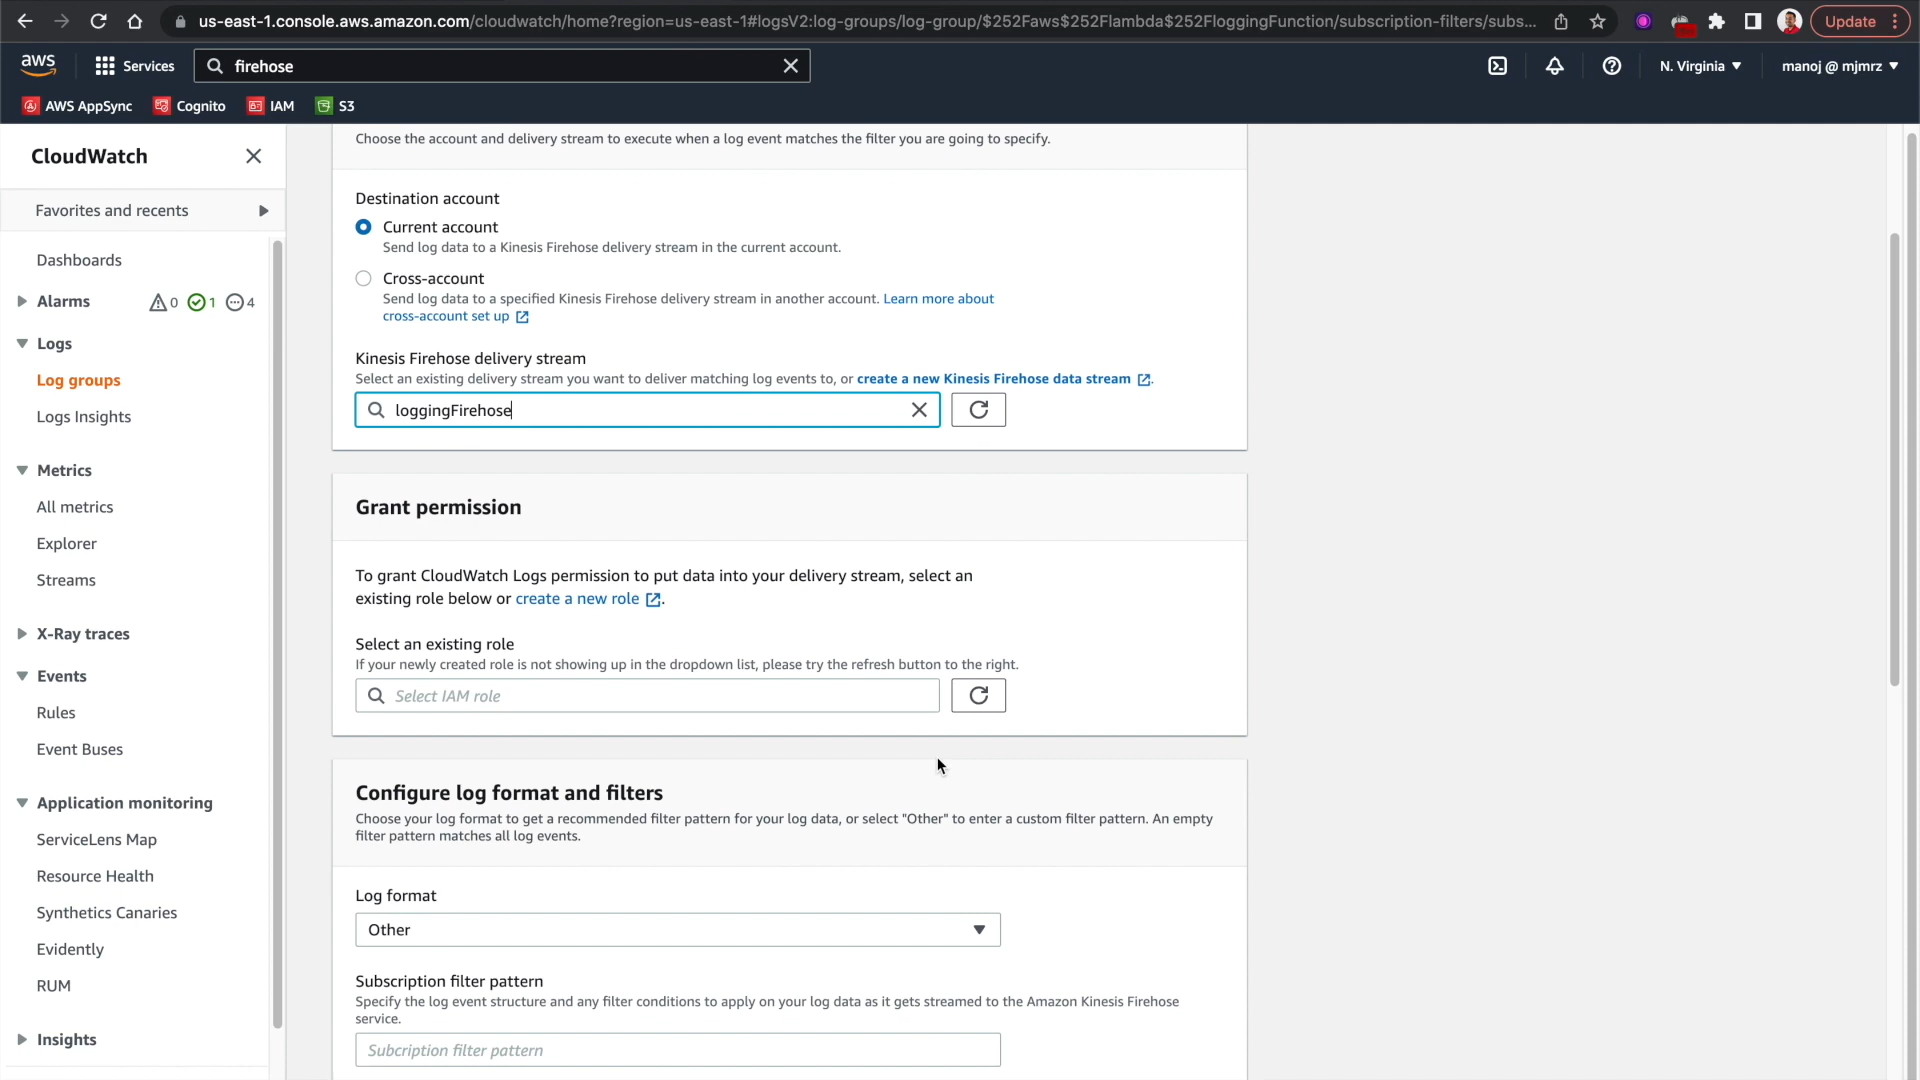 us-east-1.console.aws.amazon.com/cloudwatch/home?region=us-east-1#logsV2:log-groups/log-group/$252Faws$252Flambda$252FloggingFunction/subscription-filters/subs...
Update
aws
Services
firehose
N. Virginia
manoj @ mjmrz
AWS AppSync
Cognito
IAM
S3
CloudWatch
Favorites and recents
Dashboards
Alarms
0
1
4
Logs
Log groups
Logs Insights
Metrics
All metrics
Explorer
Streams
X-Ray traces
Events
Rules
Event Buses
Application monitoring
ServiceLens Map
Resource Health
Synthetics Canaries
Evidently
RUM
Insights
Choose the account and delivery stream to execute when a log event matches the filter you are going to specify.
Destination account
Current account
Send log data to a Kinesis Firehose delivery stream in the current account.
Cross-account
Send log data to a specified Kinesis Firehose delivery stream in another account. Learn more about
cross-account set up
Kinesis Firehose delivery stream
Select an existing delivery stream you want to deliver matching log events to, or create a new Kinesis Firehose data stream .
loggingFirehose
Grant permission
To grant CloudWatch Logs permission to put data into your delivery stream, select an
existing role below or create a new role .
Select an existing role
If your newly created role is not showing up in the dropdown list, please try the refresh button to the right.
Select IAM role
Configure log format and filters
Choose your log format to get a recommended filter pattern for your log data, or select "Other" to enter a custom filter pattern. An empty
filter pattern matches all log events.
Log format
Other
Subscription filter pattern
Specify the log event structure and any filter conditions to apply on your log data as it gets streamed to the Amazon Kinesis Firehose
service.
Subcription filter pattern